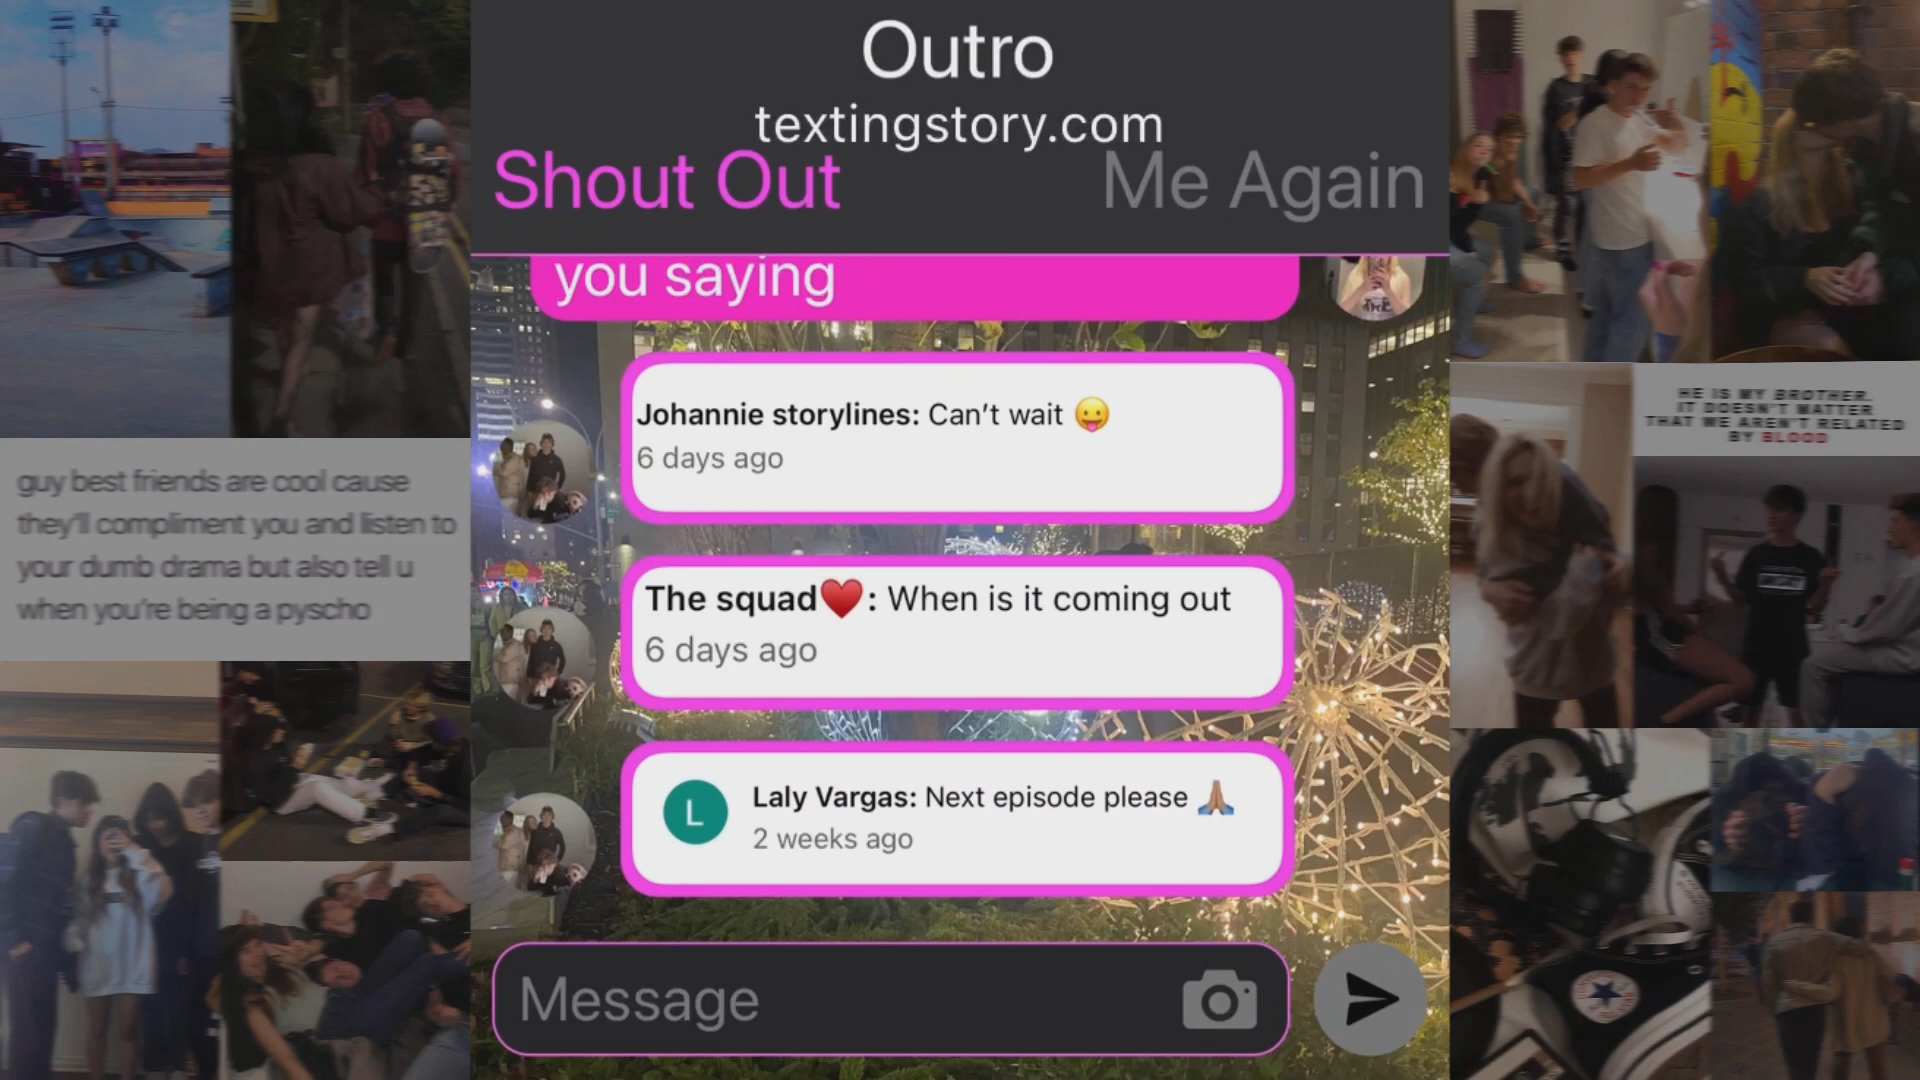 Outro
textingstory.com
Shout Out
Me Again
you saying
Johannie storylines: Can’t wait 😛
6 days ago
The squad❤️: When is it coming out
6 days ago
L
Laly Vargas: Next episode please 🙏🏽
2 weeks ago
Message
guy best friends are cool cause
they'll compliment you and listen to
your dumb drama but also tell u
when you're being a pyscho
HE IS MY BROTHER.
IT DOESN'T MATTER
THAT WE AREN'T RELATED
BY BLOOD